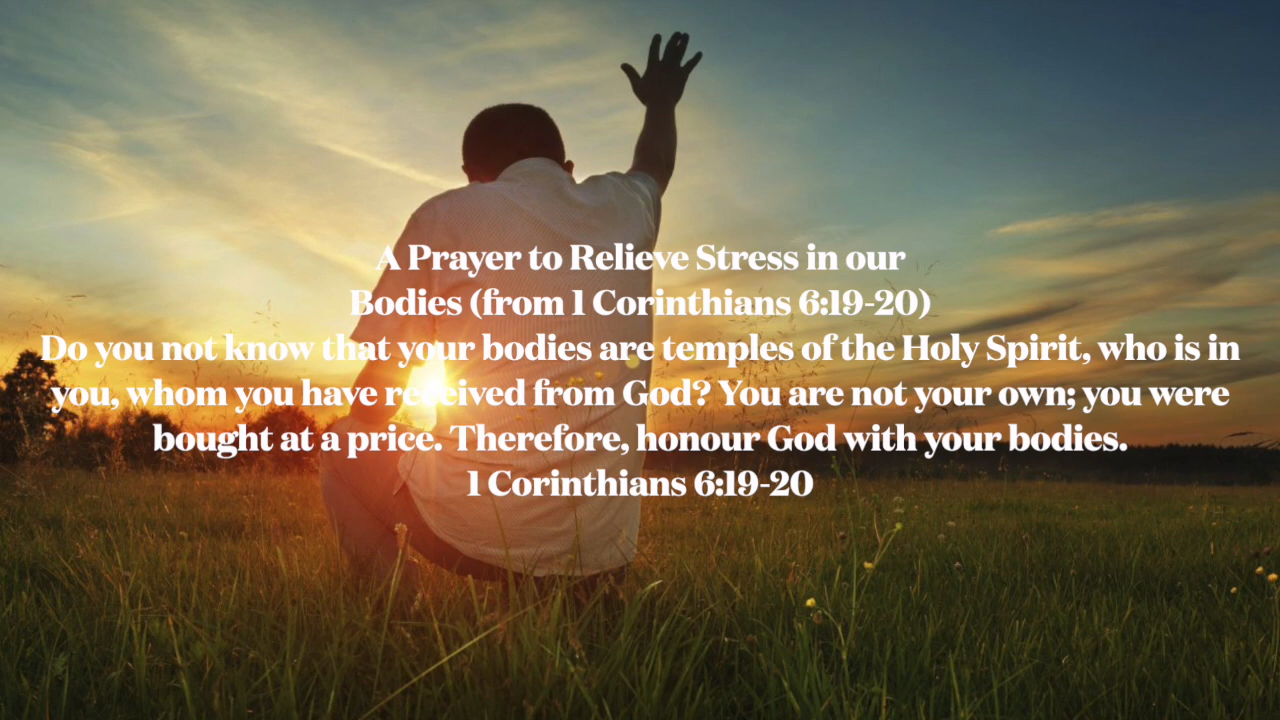 A Prayer to Relieve Stress in our
Bodies (from 1 Corinthians 6:19-20)
Do you not know that your bodies are temples of the Holy Spirit, who is in
you, whom you have received from God? You are not your own; you were
bought at a price. Therefore, honour God with your bodies.
1 Corinthians 6:19-20